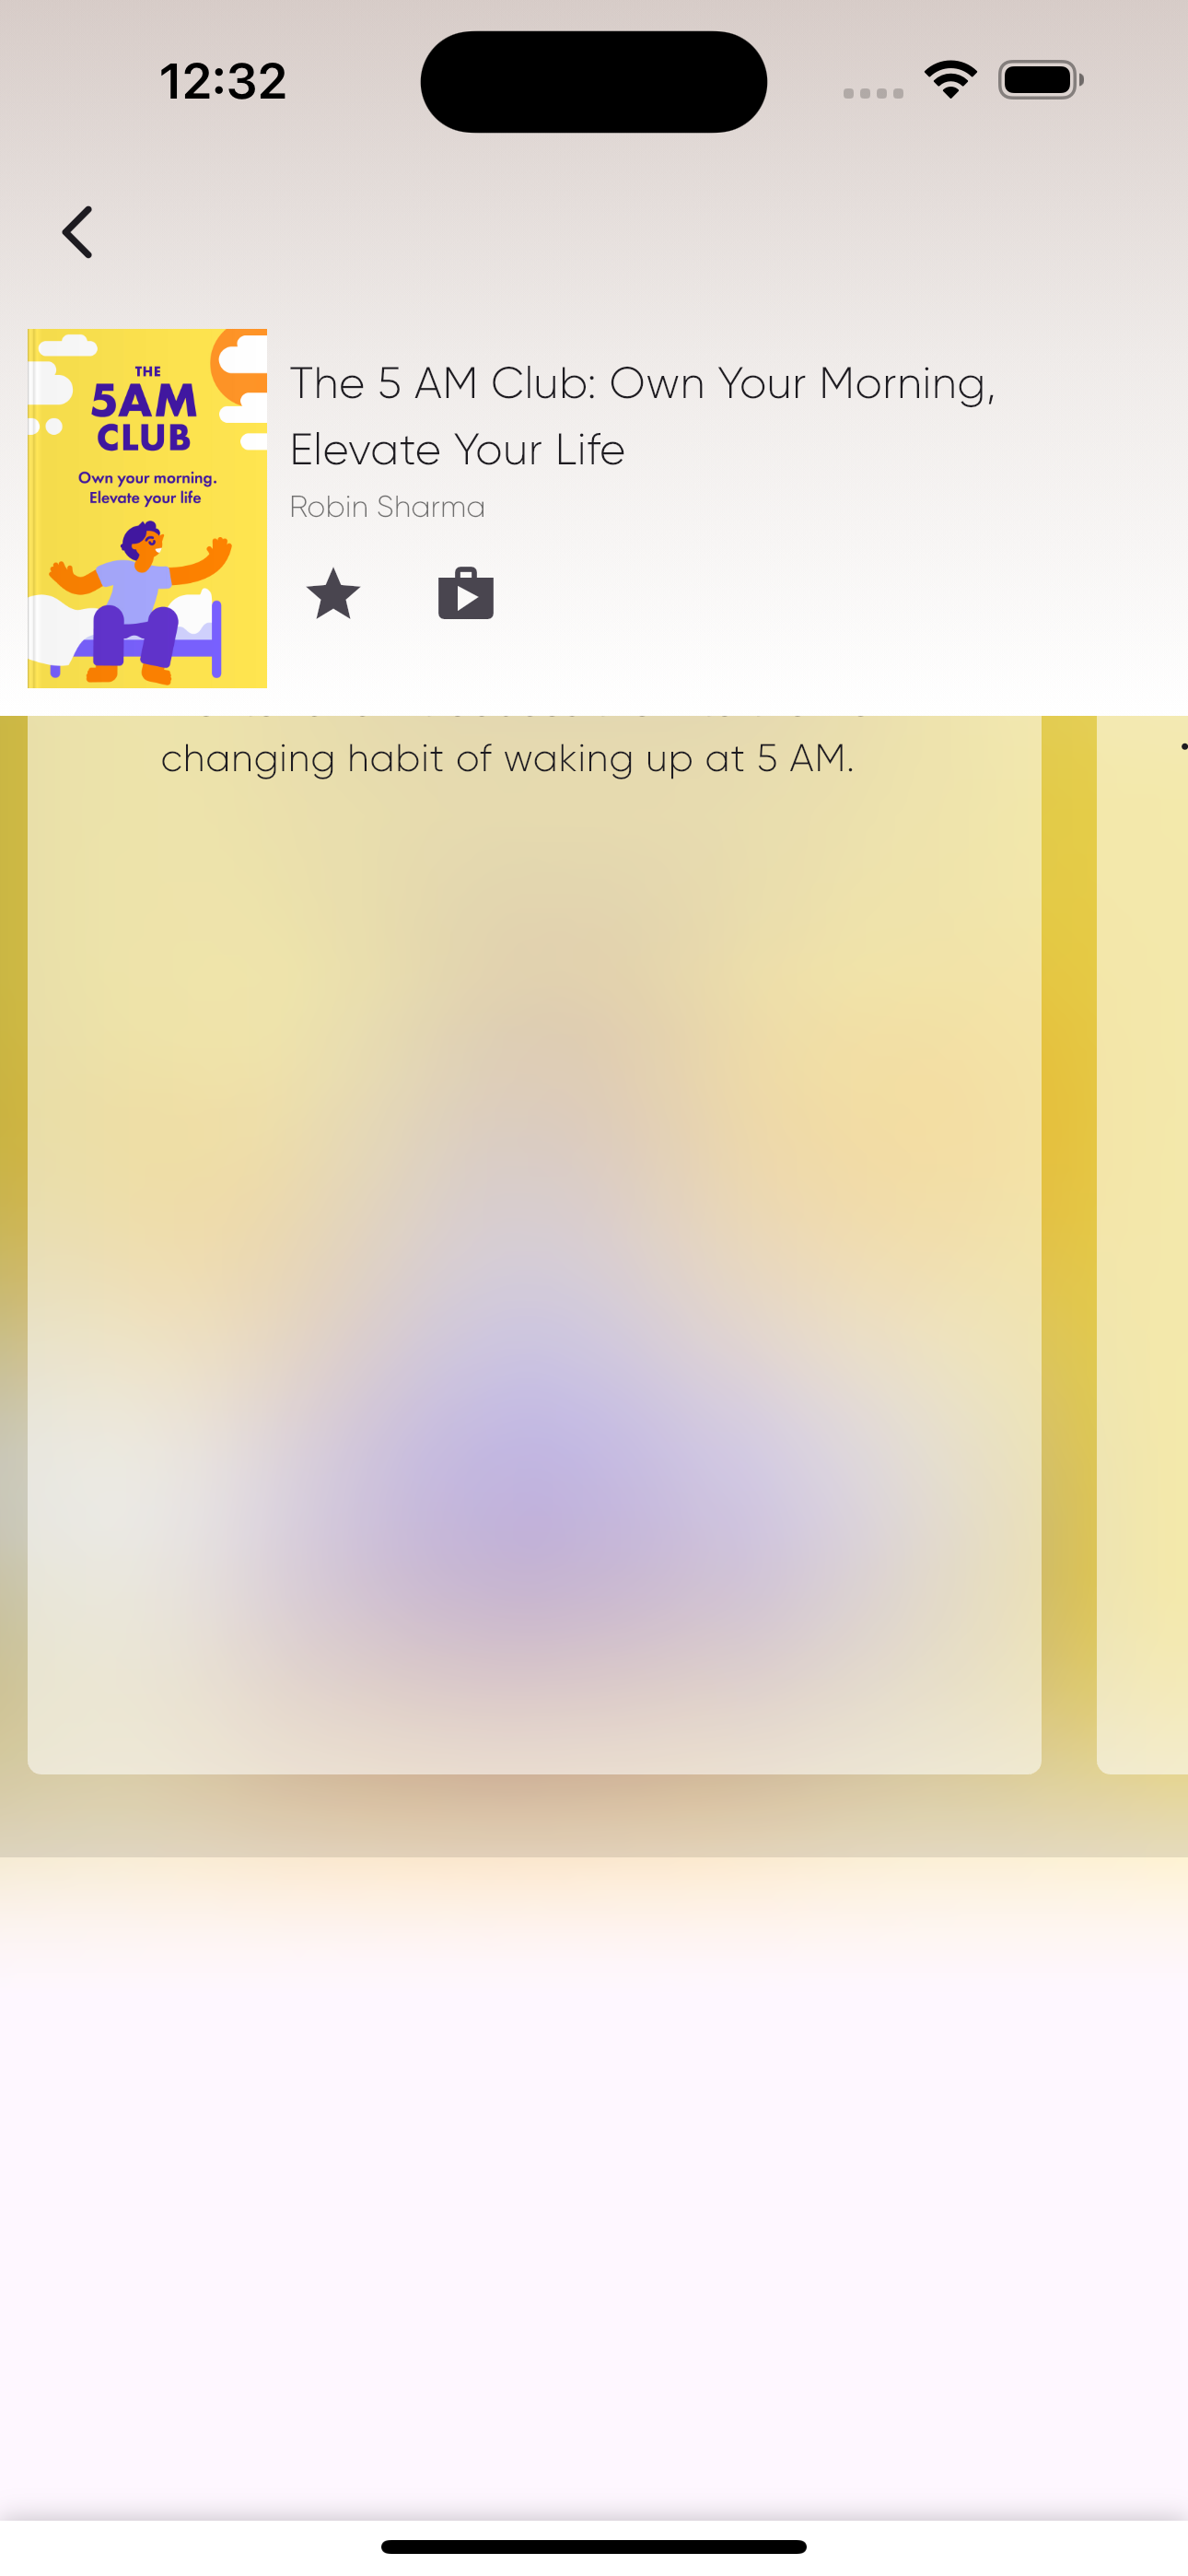 12:32
THE
5AM
CLUB
Own your morning.
Elevate your life
The 5 AM Club: Own Your Morning,
Elevate Your Life
Robin Sharma
changing habit of waking up at 5 AM.